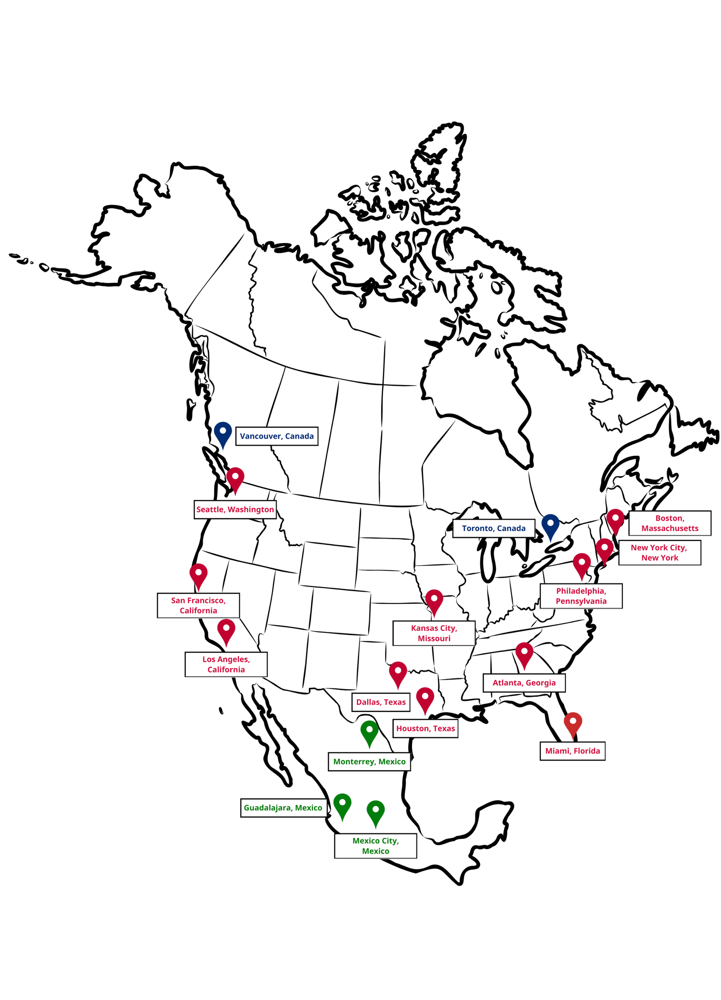 Vancouver, Canada
Seattle, Washington
Toronto, Canada
Boston,
Massachusetts
New York City,
New York
Philadelphia,
Pennsylvania
San Francisco,
California
Kansas City,
Missouri
Los Angeles,
California
Atlanta, Georgia
Dallas, Texas
Houston, Texas
Miami, Florida
Monterrey, Mexico
Guadalajara, Mexico
Mexico City,
Mexico